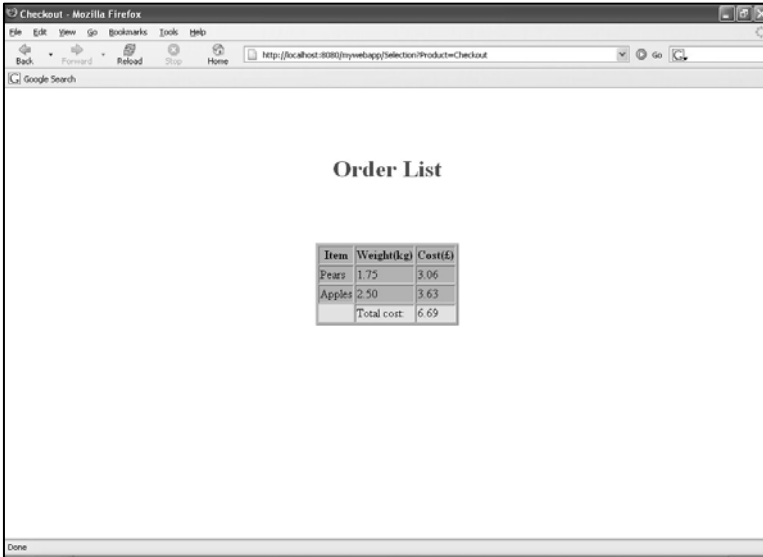 Checkout - Mozilla Firefox
File Edit View Go Bookmarks Tools Help
Back Forward Reload Stop Home http://localhost:8080/mywebapp/Selection?Product=Checkout Go G
G Google Search
Order List
Item Weight(kg) Cost(£)
Pears 1.75 3.06
Apples 2.50 3.63
Total cost: 6.69
Done